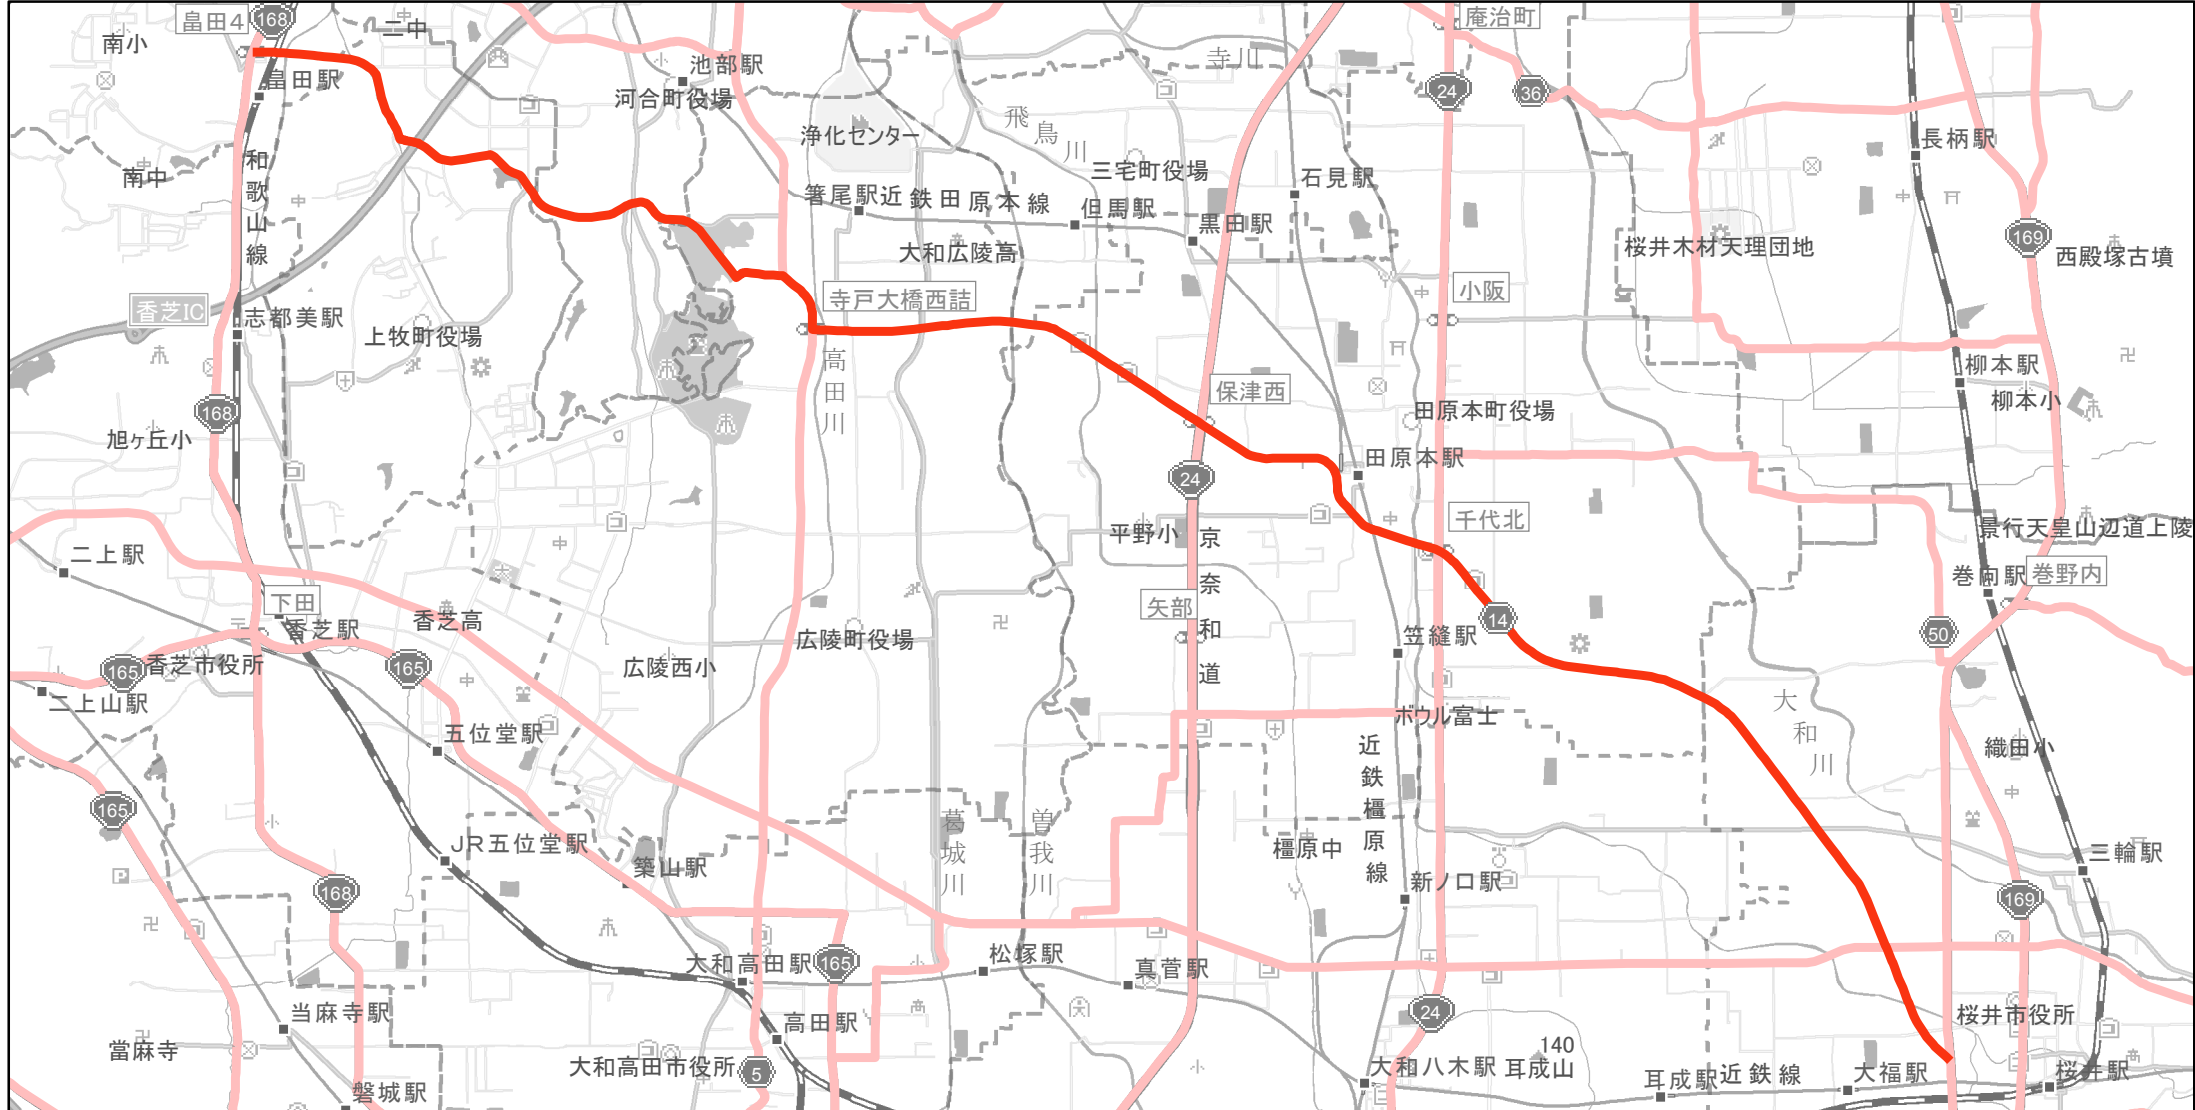 畠田4
168
二中
庵治町
南小
池部駅
寺川
畠田駅
河合町役場
24
36
飛鳥川
浄化センター
長柄駅
和歌山線
南中
三宅町役場
石見駅
箸尾駅
近鉄田原本線
但馬駅
黒田駅
169
大和広陵高
桜井木材天理団地
西殿塚古墳
香芝IC
寺戸大橋西詰
小阪
志都美駅
上牧町役場
高田川
柳本駅
168
保津西
柳本小
旭ヶ丘小
田原本町役場
田原本駅
24
千代北
平野小
京奈和道
景行天皇山辺道上陵
二上駅
巻向駅
巻野内
下田
矢部
香芝駅
香芝高
14
広陵町役場
笠縫駅
50
165
香芝市役所
165
広陵西小
二上山駅
大和川
ボウル富士
五位堂駅
近鉄橿原線
織田小
165
葛城川
曽我川
JR五位堂駅
橿原中
三輪駅
築山駅
168
新ノ口駅
169
大和高田駅
165
松塚駅
真菅駅
当麻寺駅
高田駅
24
桜井市役所
當麻寺
大和高田市役所
5
大和八木駅
140
耳成山
耳成駅
近鉄線
大福駅
桜井駅
磐城駅